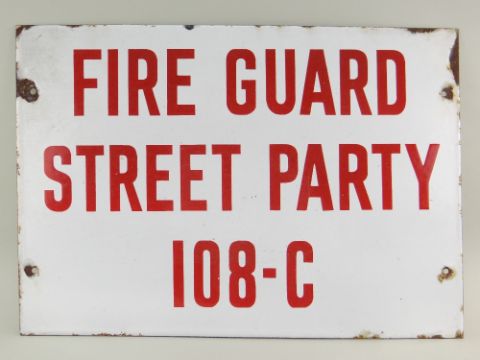 FIRE GUARD
STREET PARTY
108-C